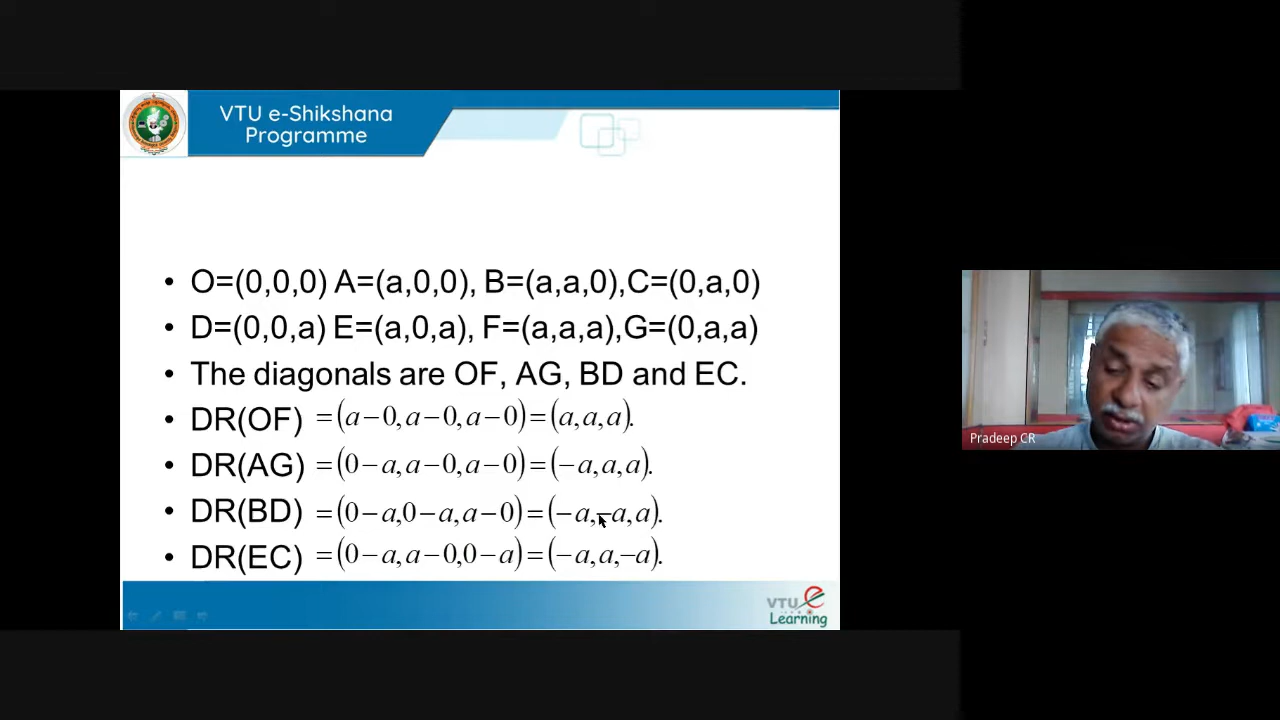 VTU e-Shikshana
Programme
• O=(0,0,0) A=(a,0,0), B=(a,a,0),C=(0,a,0)
• D=(0,0,a) E=(a,0,a), F=(a,a,a),G=(0,a,a)
• The diagonals are OF, AG, BD and EC.
• DR(OF) =(a−0,a−0,a−0)=(a,a,a).
• DR(AG) =(0−a,a−0,a−0)=(−a,a,a).
• DR(BD) =(0−a,0−a,a−0)=(−a,−a,a).
• DR(EC) =(0−a,a−0,0−a)=(−a,a,−a).
Pradeep CR
VTU e
Learning